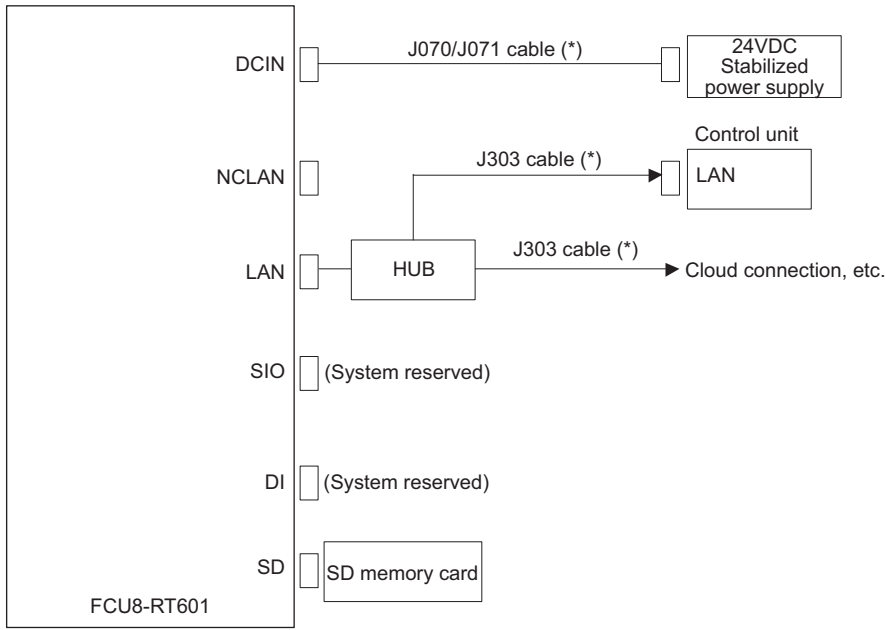 DCIN
J070/J071 cable (*)
24VDC
Stabilized
power supply
Control unit
NCLAN
J303 cable (*)
LAN
LAN
HUB
J303 cable (*)
Cloud connection, etc.
SIO
(System reserved)
DI
(System reserved)
SD
SD memory card
FCU8-RT601